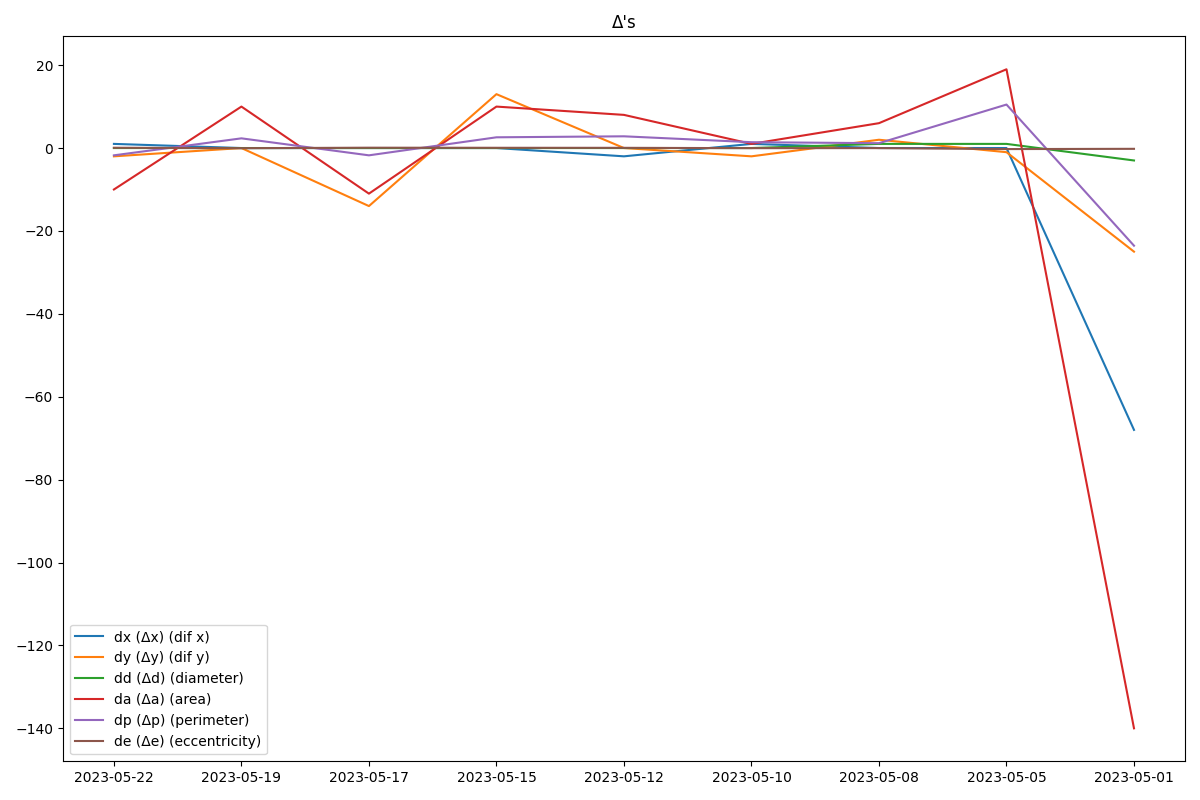 Δ's
20
0
−20
−40
−60
−80
−100
−120
−140
dx (Δx) (dif x)
dy (Δy) (dif y)
dd (Δd) (diameter)
da (Δa) (area)
dp (Δp) (perimeter)
de (Δe) (eccentricity)
2023-05-22 2023-05-19 2023-05-17 2023-05-15 2023-05-12 2023-05-10 2023-05-08 2023-05-05 2023-05-01